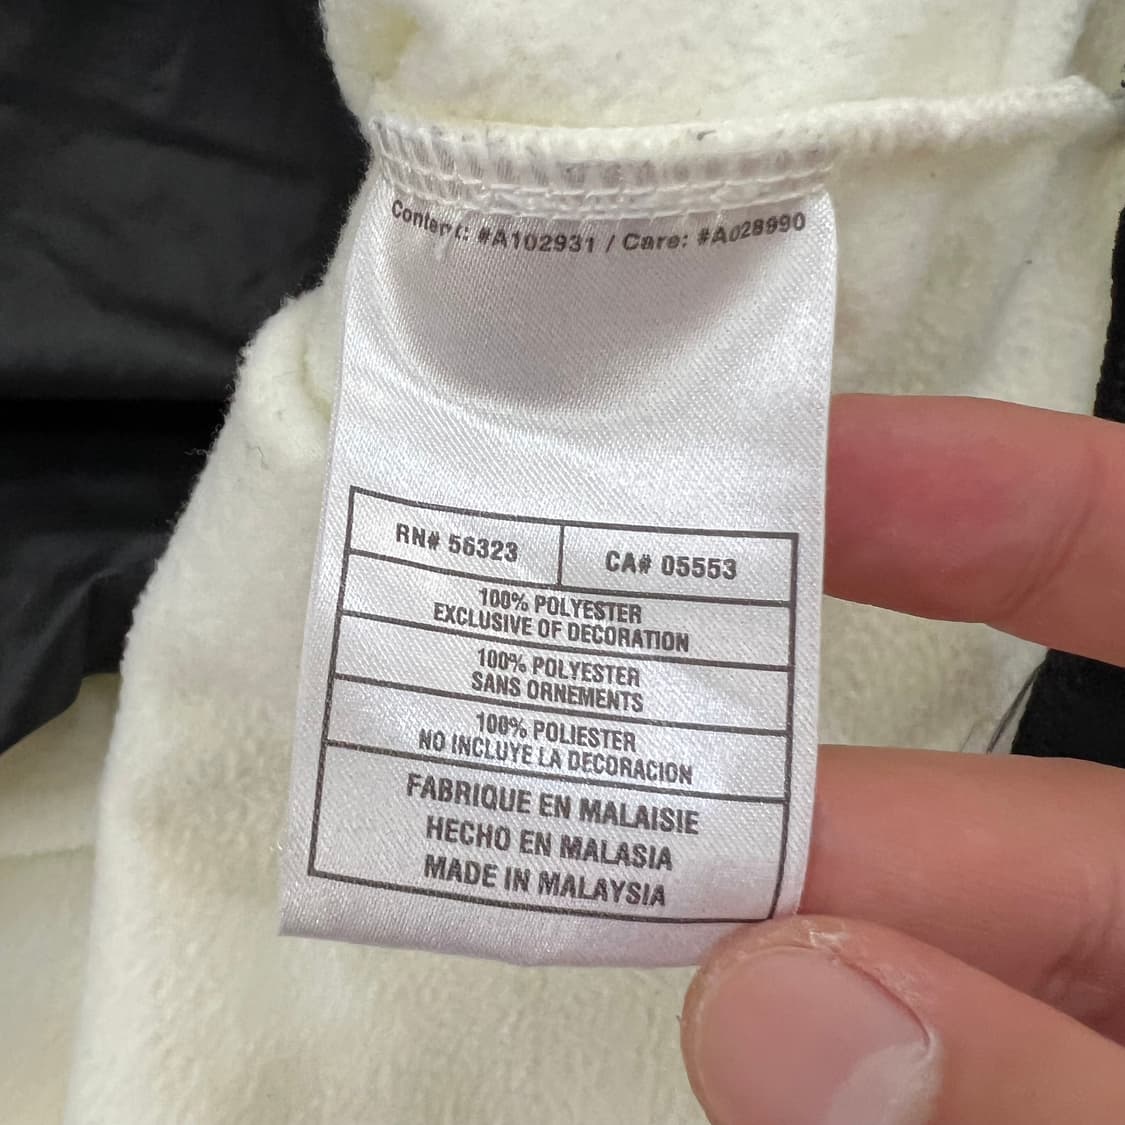 Content: #A102931 / Care: #A028990
RN# 56323
CA# 05553
100% POLYESTER
EXCLUSIVE OF DECORATION
100% POLYESTER
SANS ORNEMENTS
100% POLIESTER
NO INCLUYE LA DECORACION
FABRIQUE EN MALAISIE
HECHO EN MALASIA
MADE IN MALAYSIA